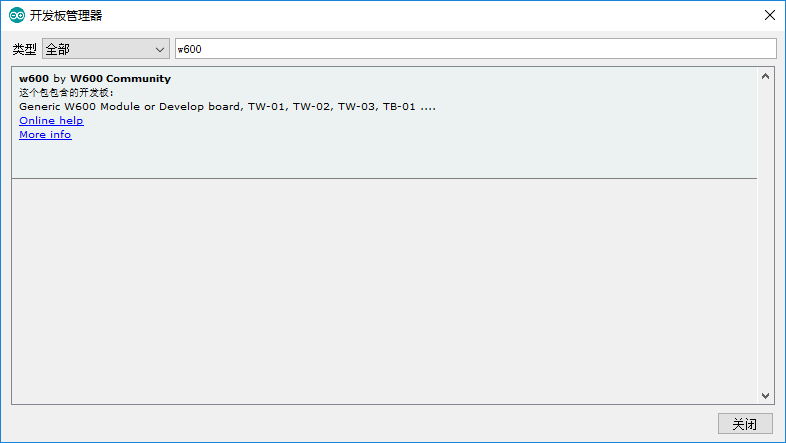 开发板管理器
类型 全部 w600
w600 by W600 Community
这个包包含的开发板:
Generic W600 Module or Develop board, TW-01, TW-02, TW-03, TB-01 ....
Online help
More info
关闭